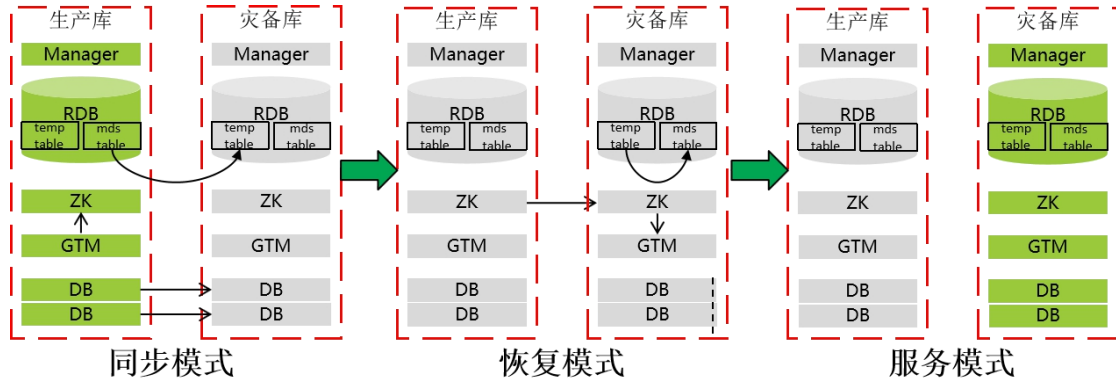 生产库
灾备库
Manager
Manager
RDB
RDB
temp table
mds table
temp table
mds table
ZK
ZK
GTM
GTM
DB
DB
DB
DB
同步模式
生产库
灾备库
Manager
Manager
RDB
RDB
temp table
mds table
temp table
mds table
ZK
ZK
GTM
GTM
DB
DB
DB
DB
恢复模式
生产库
灾备库
Manager
Manager
RDB
RDB
temp table
mds table
temp table
mds table
ZK
ZK
GTM
GTM
DB
DB
DB
DB
服务模式